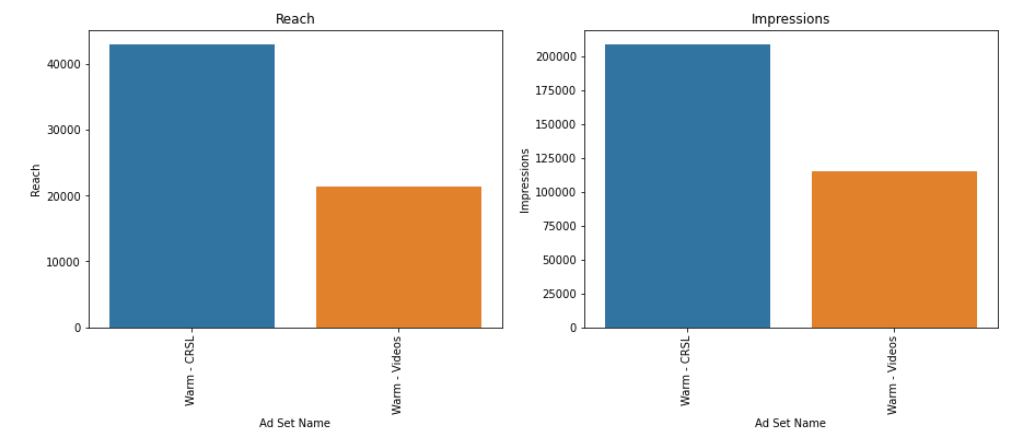 Reach
Reach
40000
30000
20000
10000
0
Warm - CRSL
Warm - Videos
Ad Set Name
Impressions
Impressions
200000
175000
150000
125000
100000
75000
50000
25000
0
Warm - CRSL
Warm - Videos
Ad Set Name